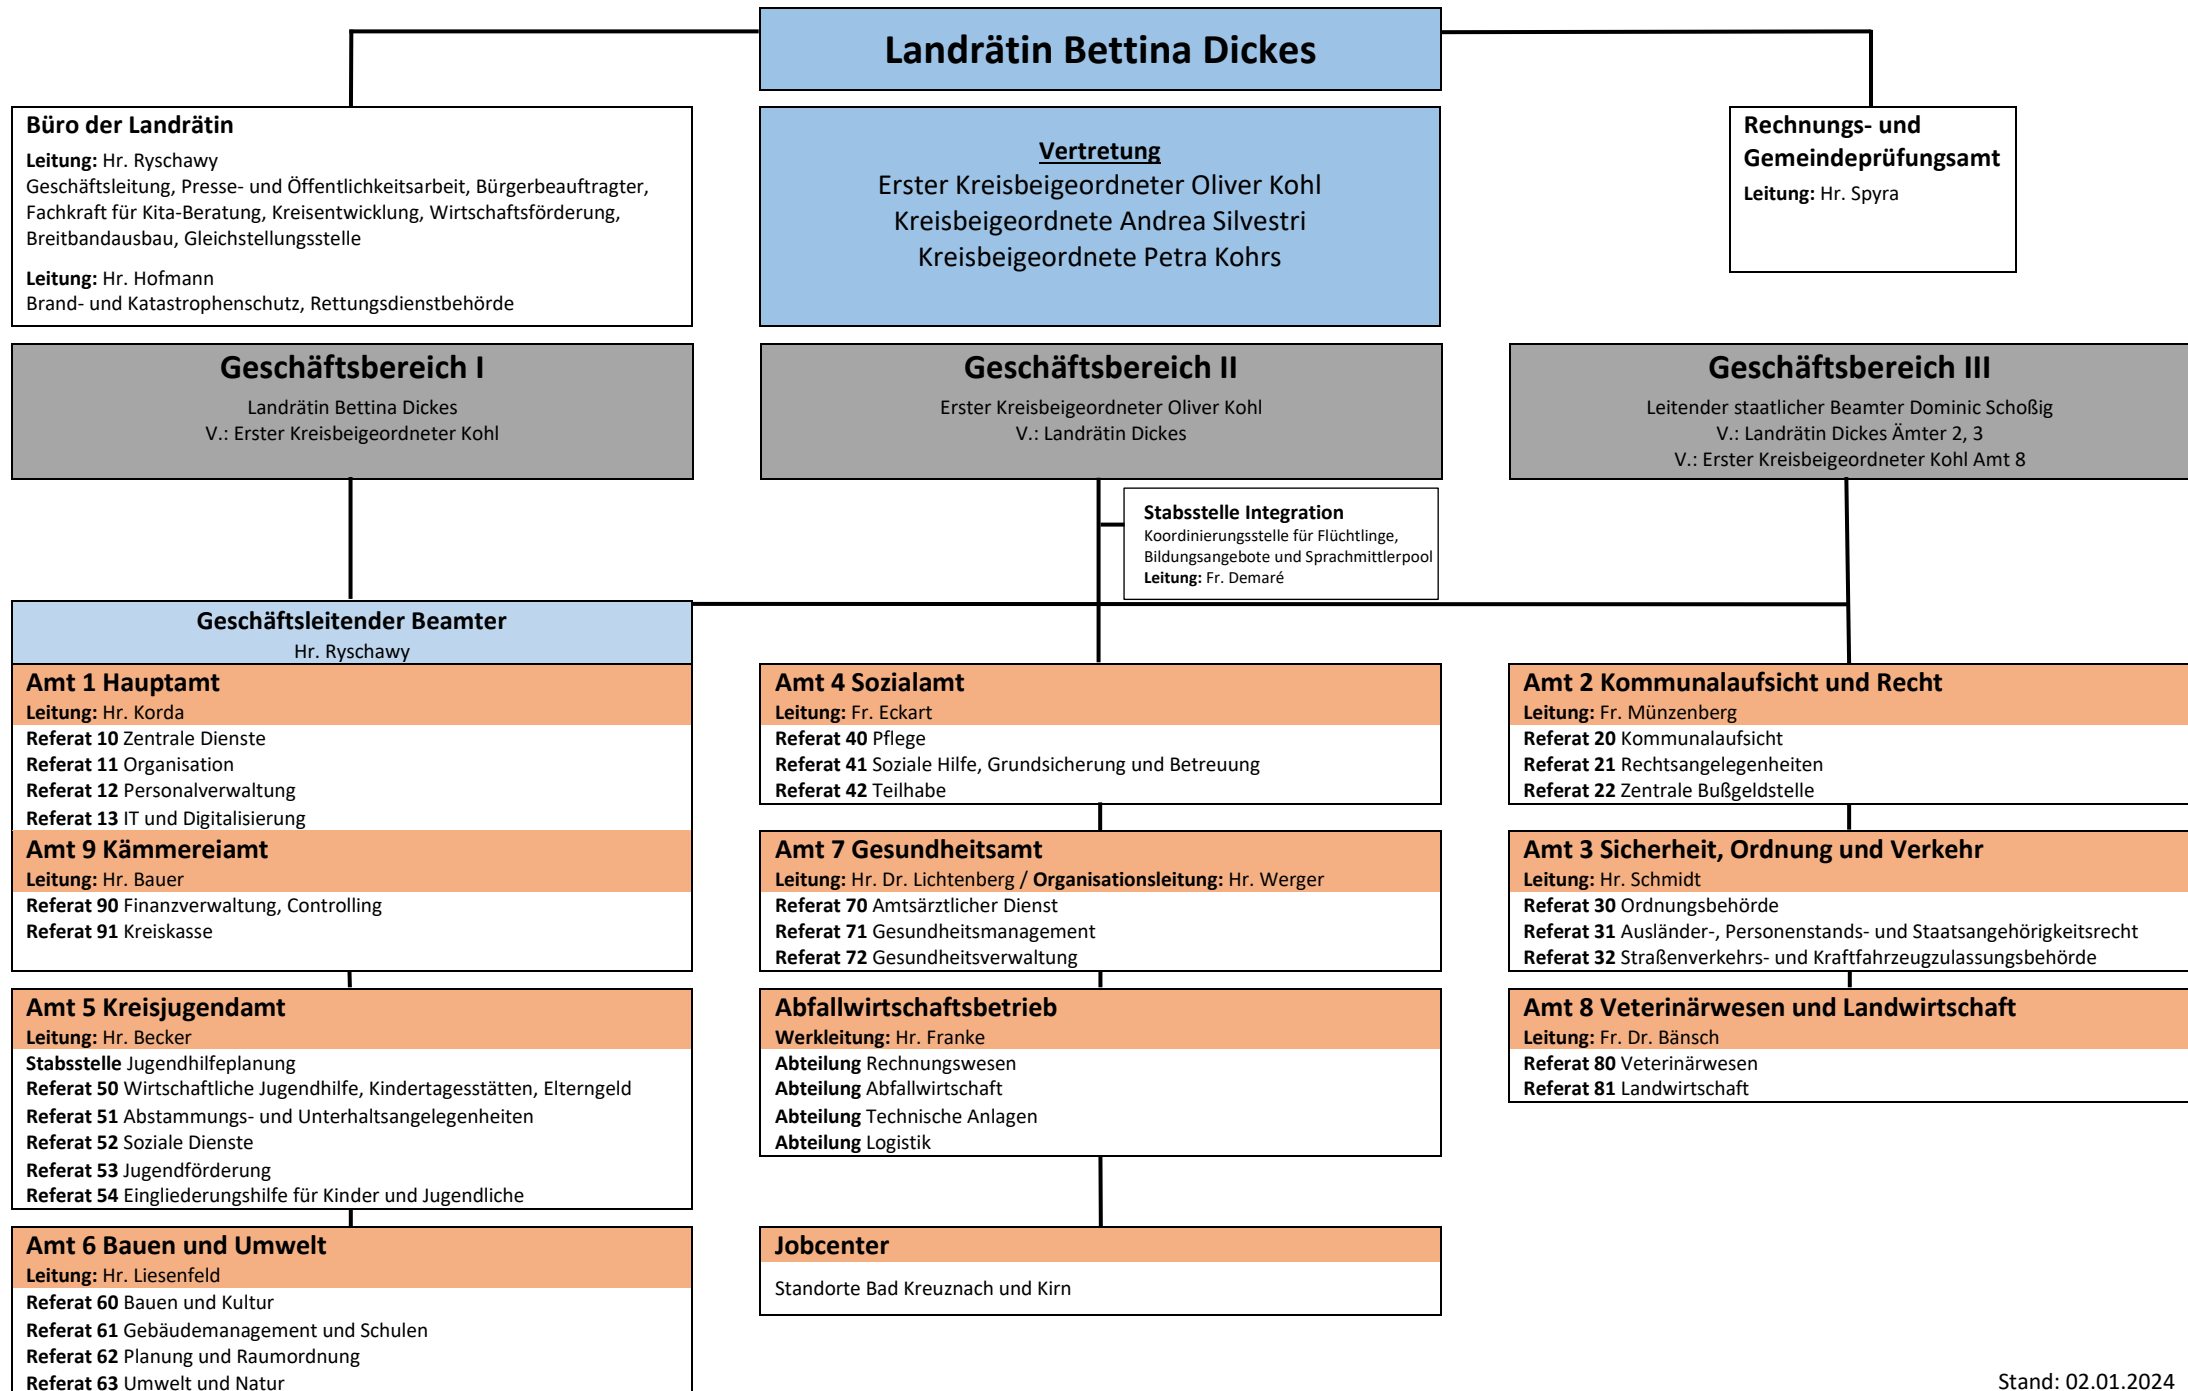 Landrätin Bettina Dickes
Büro der Landrätin
Leitung: Hr. Ryschawy
Geschäftsleitung, Presse- und Öffentlichkeitsarbeit, Bürgerbeauftragter,
Fachkraft für Kita-Beratung, Kreisentwicklung, Wirtschaftsförderung,
Breitbandausbau, Gleichstellungsstelle
Leitung: Hr. Hofmann
Brand- und Katastrophenschutz, Rettungsdienstbehörde
Vertretung
Erster Kreisbeigeordneter Oliver Kohl
Kreisbeigeordnete Andrea Silvestri
Kreisbeigeordnete Petra Kohrs
Rechnungs- und
Gemeindeprüfungsamt
Leitung: Hr. Spyra
Geschäftsbereich I
Landrätin Bettina Dickes
V.: Erster Kreisbeigeordneter Kohl
Geschäftsbereich II
Erster Kreisbeigeordneter Oliver Kohl
V.: Landrätin Dickes
Geschäftsbereich III
Leitender staatlicher Beamter Dominic Schoßig
V.: Landrätin Dickes Ämter 2, 3
V.: Erster Kreisbeigeordneter Kohl Amt 8
Stabsstelle Integration
Koordinierungsstelle für Flüchtlinge,
Bildungsangebote und Sprachmittlerpool
Leitung: Fr. Demaré
Geschäftsleitender Beamter
Hr. Ryschawy
Amt 1 Hauptamt
Leitung: Hr. Korda
Referat 10 Zentrale Dienste
Referat 11 Organisation
Referat 12 Personalverwaltung
Referat 13 IT und Digitalisierung
Amt 9 Kämmereiamt
Leitung: Hr. Bauer
Referat 90 Finanzverwaltung, Controlling
Referat 91 Kreiskasse
Amt 5 Kreisjugendamt
Leitung: Hr. Becker
Stabsstelle Jugendhilfeplanung
Referat 50 Wirtschaftliche Jugendhilfe, Kindertagesstätten, Elterngeld
Referat 51 Abstammungs- und Unterhaltsangelegenheiten
Referat 52 Soziale Dienste
Referat 53 Jugendförderung
Referat 54 Eingliederungshilfe für Kinder und Jugendliche
Amt 6 Bauen und Umwelt
Leitung: Hr. Liesenfeld
Referat 60 Bauen und Kultur
Referat 61 Gebäudemanagement und Schulen
Referat 62 Planung und Raumordnung
Referat 63 Umwelt und Natur
Amt 4 Sozialamt
Leitung: Fr. Eckart
Referat 40 Pflege
Referat 41 Soziale Hilfe, Grundsicherung und Betreuung
Referat 42 Teilhabe
Amt 7 Gesundheitsamt
Leitung: Hr. Dr. Lichtenberg / Organisationsleitung: Hr. Werger
Referat 70 Amtsärztlicher Dienst
Referat 71 Gesundheitsmanagement
Referat 72 Gesundheitsverwaltung
Abfallwirtschaftsbetrieb
Werkleitung: Hr. Franke
Abteilung Rechnungswesen
Abteilung Abfallwirtschaft
Abteilung Technische Anlagen
Abteilung Logistik
Jobcenter
Standorte Bad Kreuznach und Kirn
Amt 2 Kommunalaufsicht und Recht
Leitung: Fr. Münzenberg
Referat 20 Kommunalaufsicht
Referat 21 Rechtsangelegenheiten
Referat 22 Zentrale Bußgeldstelle
Amt 3 Sicherheit, Ordnung und Verkehr
Leitung: Hr. Schmidt
Referat 30 Ordnungsbehörde
Referat 31 Ausländer-, Personenstands- und Staatsangehörigkeitsrecht
Referat 32 Straßenverkehrs- und Kraftfahrzeugzulassungsbehörde
Amt 8 Veterinärwesen und Landwirtschaft
Leitung: Fr. Dr. Bänsch
Referat 80 Veterinärwesen
Referat 81 Landwirtschaft
Stand: 02.01.2024